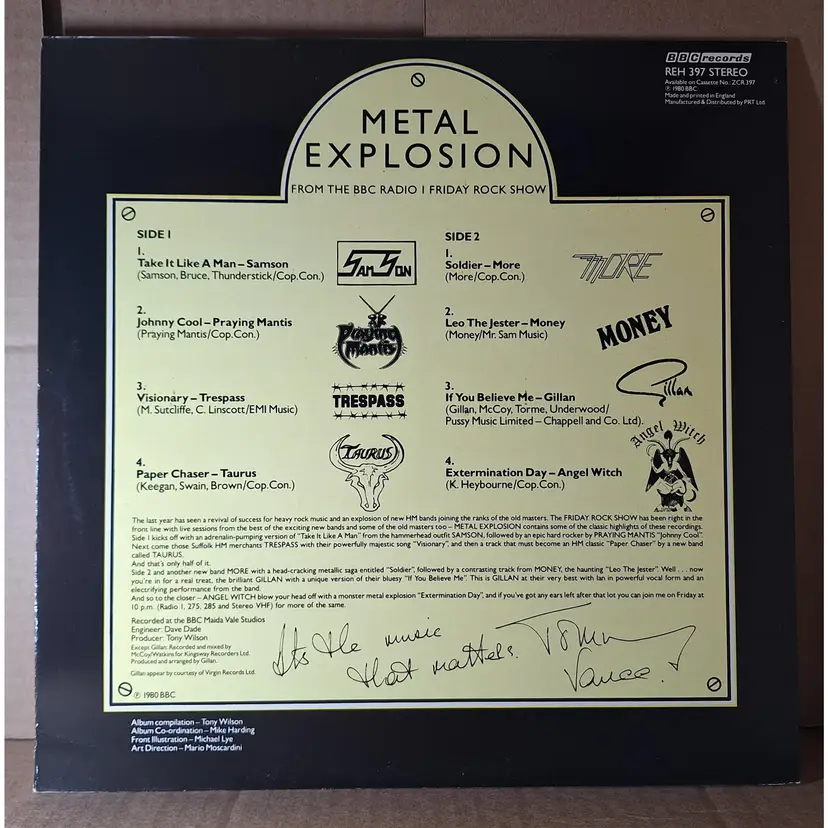 BBC records
REH 397 STEREO
Available on Cassette No.: ZCR 397
℗ 1980 BBC
Made and printed in England
Manufactured & Distributed by PRT Ltd.
METAL
EXPLOSION
FROM THE BBC RADIO 1 FRIDAY ROCK SHOW
SIDE 1
1.
Take It Like A Man – Samson
(Samson, Bruce, Thunderstick/Cop.Con.)
SAMSON
2.
Johnny Cool – Praying Mantis
(Praying Mantis/Cop.Con.)
Praying
Mantis
3.
Visionary – Trespass
(M. Sutcliffe, C. Linscott/EMI Music)
TRESPASS
4.
Paper Chaser – Taurus
(Keegan, Swain, Brown/Cop.Con.)
TAURUS
SIDE 2
1.
Soldier – More
(More/Cop.Con.)
MORE
2.
Leo The Jester – Money
(Money/Mr. Sam Music)
MONEY
3.
If You Believe Me – Gillan
(Gillan, McCoy, Torme, Underwood/
Pussy Music Limited – Chappell and Co. Ltd).
Gillan
4.
Extermination Day – Angel Witch
(K. Heybourne/Cop.Con.)
Angel Witch
The last year has seen a revival of success for heavy rock music and an explosion of new HM bands joining the ranks of the old masters. The FRIDAY ROCK SHOW has been right in the
front line with live sessions from the best of the exciting new bands and some of the old masters too – METAL EXPLOSION contains some of the classic highlights of these recordings.
Side 1 kicks off with an adrenalin-pumping version of "Take It Like A Man" from the hammerhead outfit SAMSON, followed by an epic hard rocker by PRAYING MANTIS "Johnny Cool".
Next come those Suffolk HM merchants TRESPASS with their powerfully majestic song "Visionary", and then a track that must become an HM classic "Paper Chaser" by a new band
called TAURUS.
And that's only half of it.
Side 2 and another new band MORE with a head-cracking metallic saga entitled "Soldier", followed by a contrasting track from MONEY, the haunting "Leo The Jester". Well . . . now
you're in for a real treat, the brilliant GILLAN with a unique version of their bluesy "If You Believe Me". This is GILLAN at their very best with Ian in powerful vocal form and an
electrifying performance from the band.
And so to the closer – ANGEL WITCH blow your head off with a monster metal explosion "Extermination Day", and if you've got any ears left after that lot you can join me on Friday at
10 p.m. (Radio 1, 275, 285 and Stereo VHF) for more of the same.
Recorded at the BBC Maida Vale Studios
Engineer: Dave Dade
Producer: Tony Wilson
Except Gillan: Recorded and mixed by
McCoy/Watkins for Kingsway Recorders Ltd.
Produced and arranged by Gillan.
Gillan appear by courtesy of Virgin Records Ltd.
Its the music
that matters.
Tommy
Vance.
℗ 1980 BBC
Album compilation – Tony Wilson
Album Co-ordination – Mike Harding
Front Illustration – Michael Lye
Art Direction – Mario Moscardini